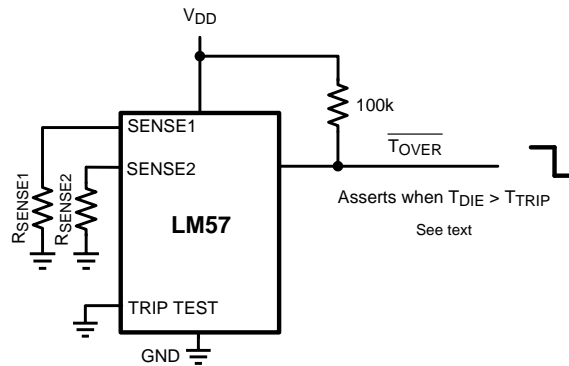 VDD
100k
SENSE1
TOVER
SENSE2
RSENSE1
RSENSE2
Asserts when TDIE > TTRIP
See text
LM57
TRIP TEST
GND